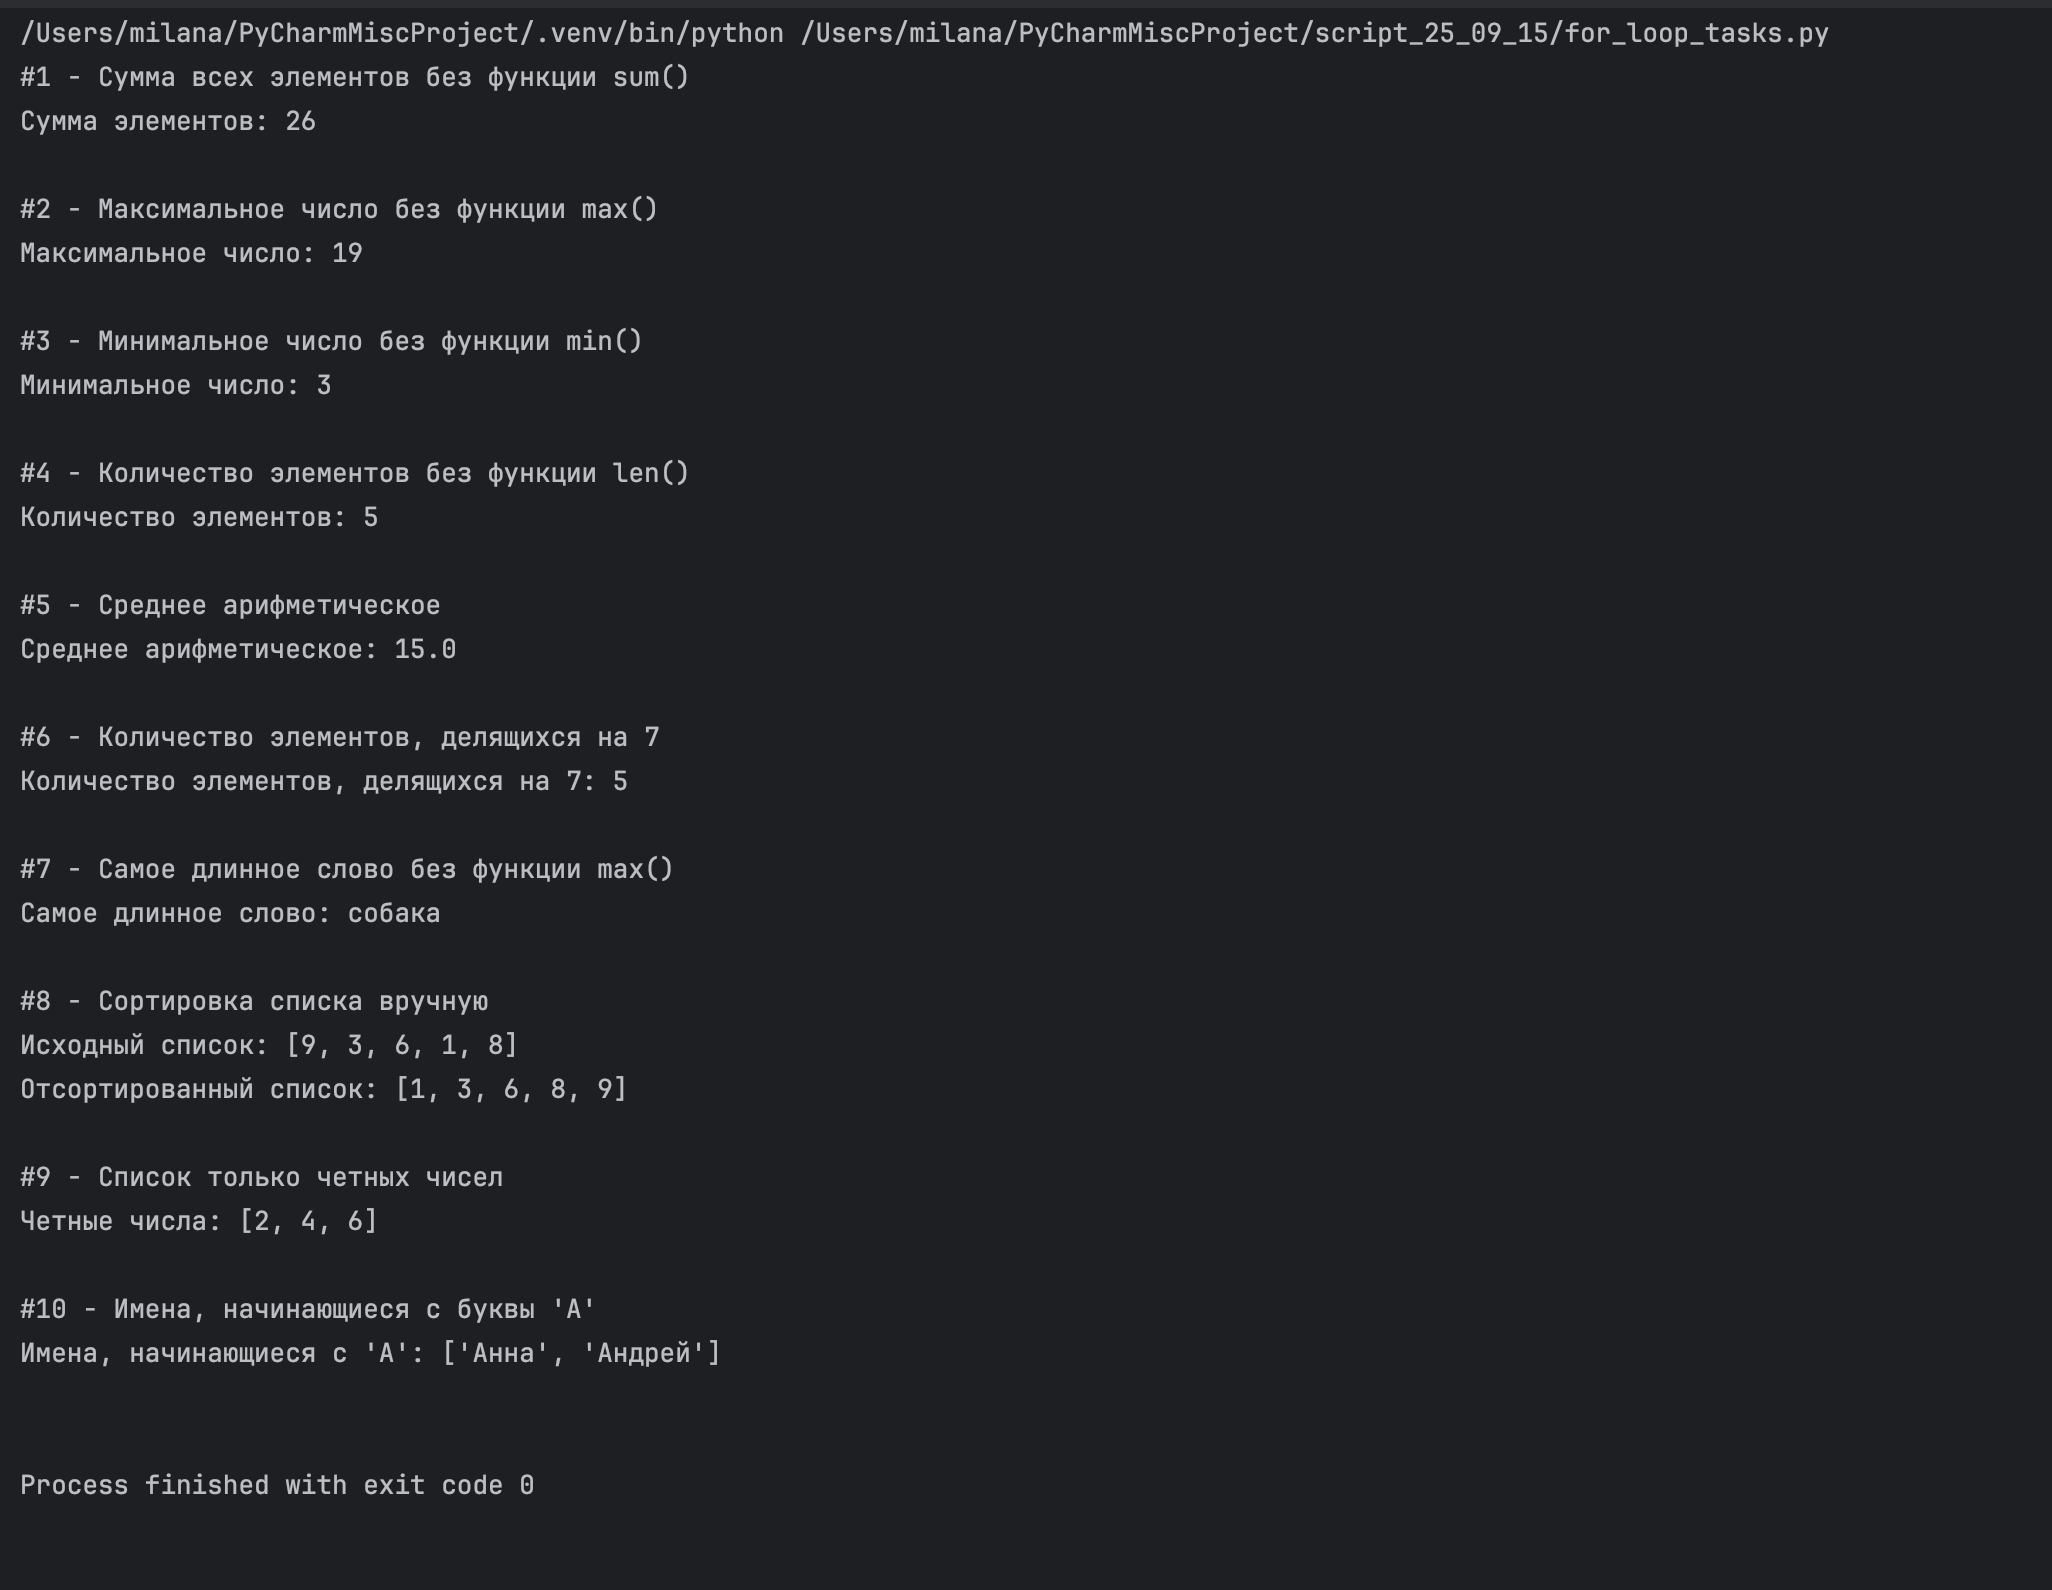 /Users/milana/PyCharmMiscProject/.venv/bin/python /Users/milana/PyCharmMiscProject/script_25_09_15/for_loop_tasks.py
#1 - Сумма всех элементов без функции sum()
Сумма элементов: 26
#2 - Максимальное число без функции max()
Максимальное число: 19
#3 - Минимальное число без функции min()
Минимальное число: 3
#4 - Количество элементов без функции len()
Количество элементов: 5
#5 - Среднее арифметическое
Среднее арифметическое: 15.0
#6 - Количество элементов, делящихся на 7
Количество элементов, делящихся на 7: 5
#7 - Самое длинное слово без функции max()
Самое длинное слово: собака
#8 - Сортировка списка вручную
Исходный список: [9, 3, 6, 1, 8]
Отсортированный список: [1, 3, 6, 8, 9]
#9 - Список только четных чисел
Четные числа: [2, 4, 6]
#10 - Имена, начинающиеся с буквы 'А'
Имена, начинающиеся с 'А': ['Анна', 'Андрей']
Process finished with exit code 0